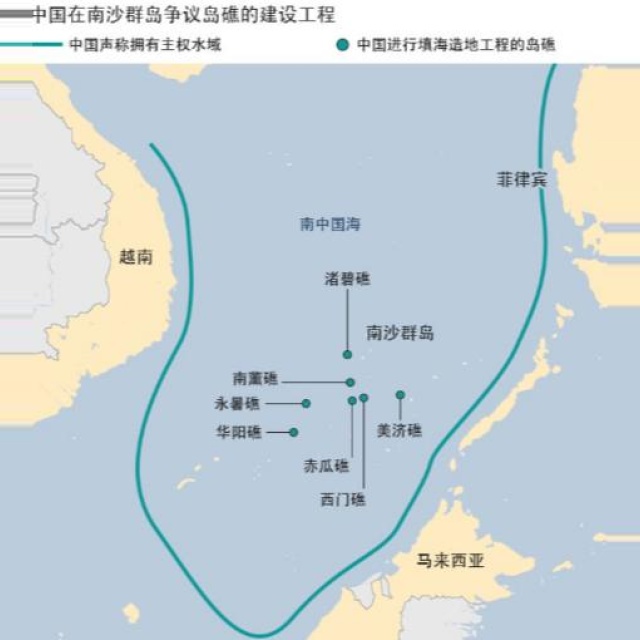 中国在南沙群岛争议岛礁的建设工程
中国声称拥有主权水域
中国进行填海造地工程的岛礁
菲律宾
南中国海
越南
渚碧礁
南沙群岛
南薰礁
永暑礁
华阳礁
美济礁
赤瓜礁
西门礁
马来西亚